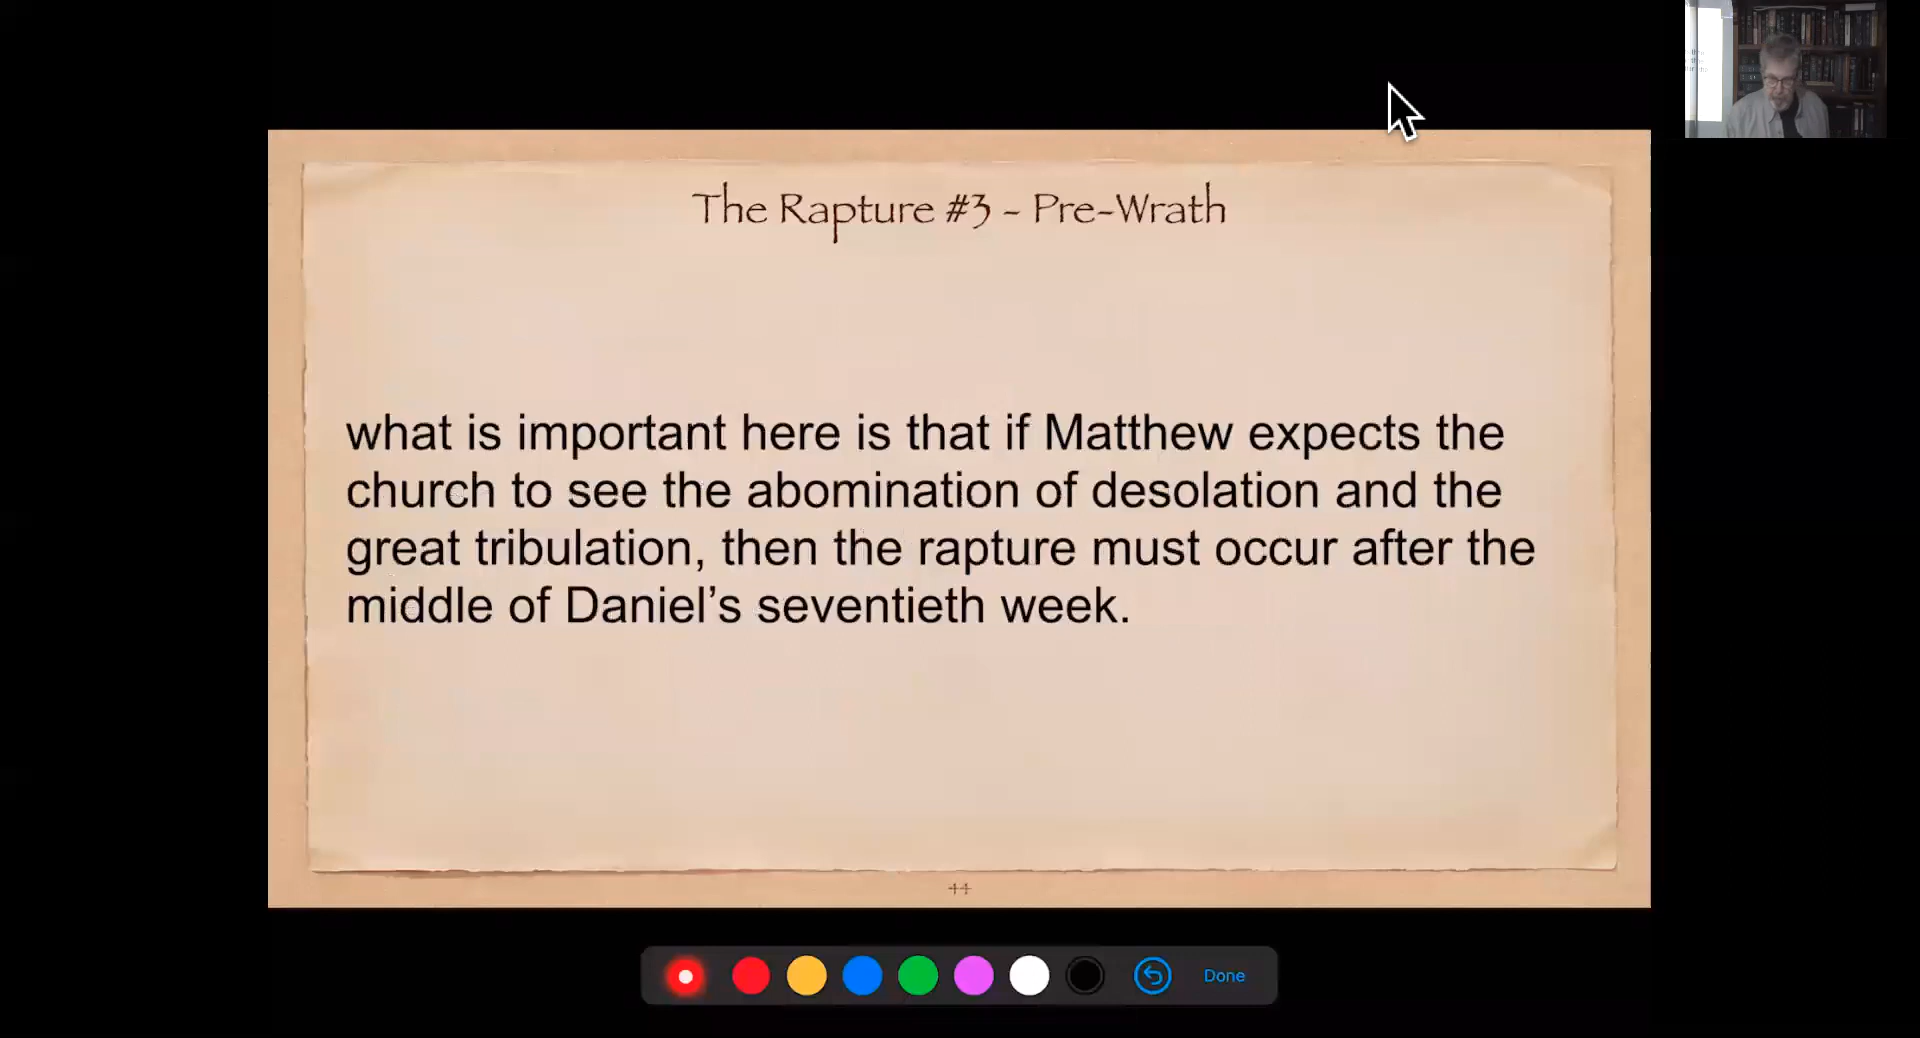 The Rapture #3 - Pre-Wrath
what is important here is that if Matthew expects the
church to see the abomination of desolation and the
great tribulation, then the rapture must occur after the
middle of Daniel’s seventieth week.
44
Done